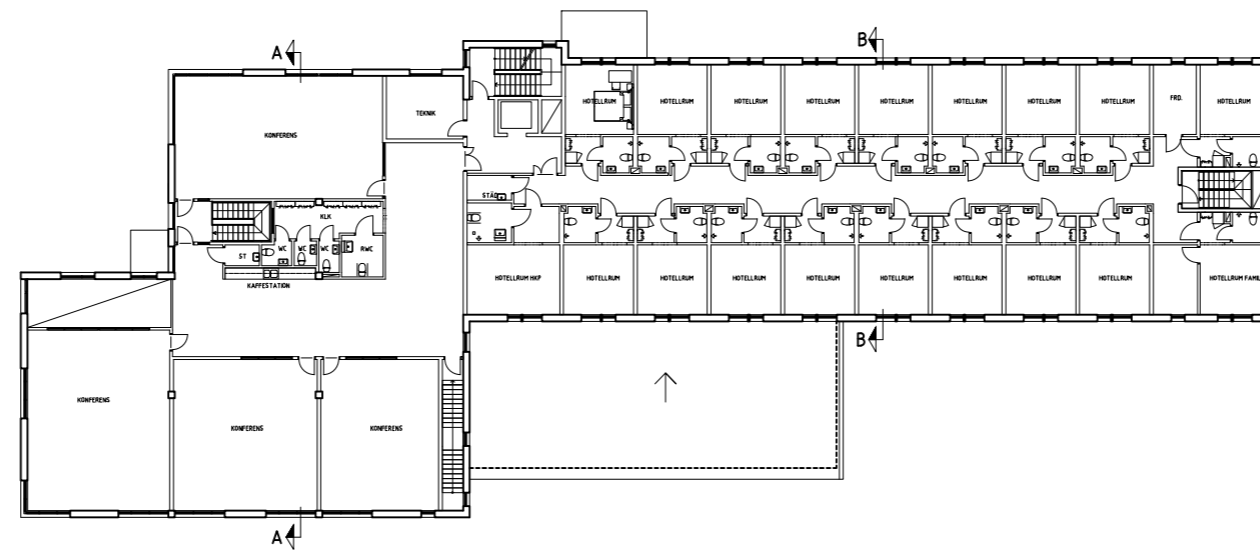 A B
HOTELLRUM HOTELLRUM HOTELLRUM HOTELLRUM HOTELLRUM HOTELLRUM HOTELLRUM HOTELLRUM FRD. HOTELLRUM
TEKNIK
KONFERENS
STÄD
KLK
WC WC WC RWC
ST
HOTELLRUM HKP HOTELLRUM HOTELLRUM HOTELLRUM HOTELLRUM HOTELLRUM HOTELLRUM HOTELLRUM HOTELLRUM HOTELLRUM FAMIL
KAFFESTATION
B
KONFERENS
KONFERENS KONFERENS
A